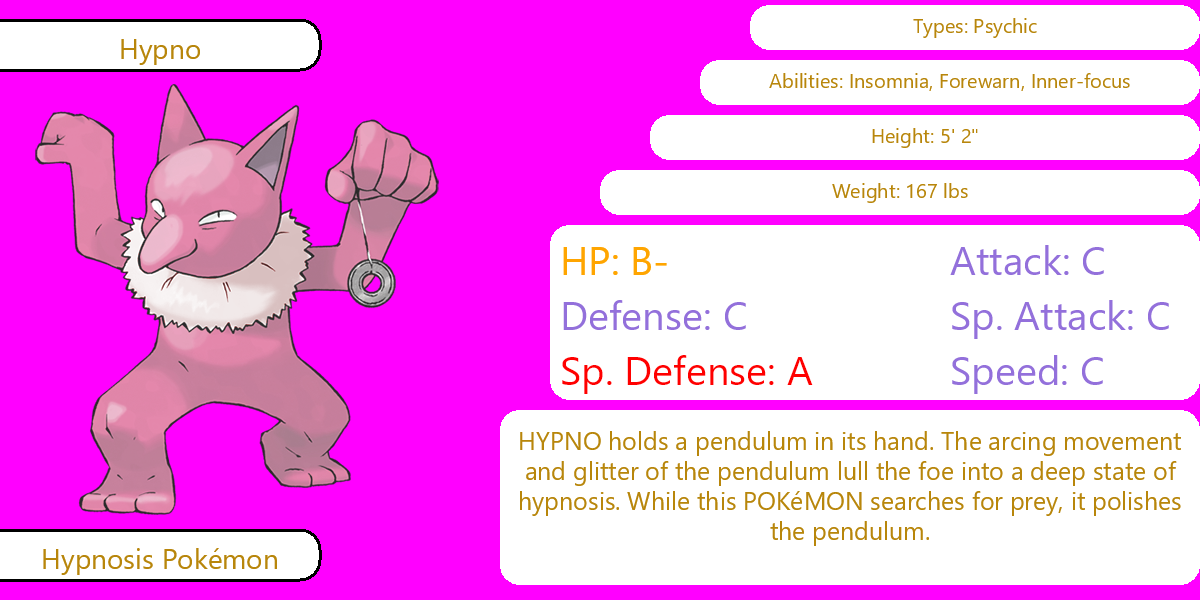 Hypno
Types: Psychic
Abilities: Insomnia, Forewarn, Inner-focus
Height: 5' 2"
Weight: 167 lbs
HP: B-
Attack: C
Defense: C
Sp. Attack: C
Sp. Defense: A
Speed: C
HYPNO holds a pendulum in its hand. The arcing movement
and glitter of the pendulum lull the foe into a deep state of
hypnosis. While this POKéMON searches for prey, it polishes
the pendulum.
Hypnosis Pokémon